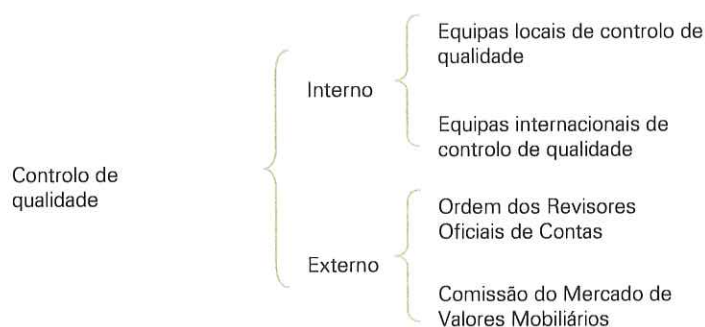 Controlo de
qualidade
Interno
Equipas locais de controlo de
qualidade
Equipas internacionais de
controlo de qualidade
Externo
Ordem dos Revisores
Oficiais de Contas
Comissão do Mercado de
Valores Mobiliários